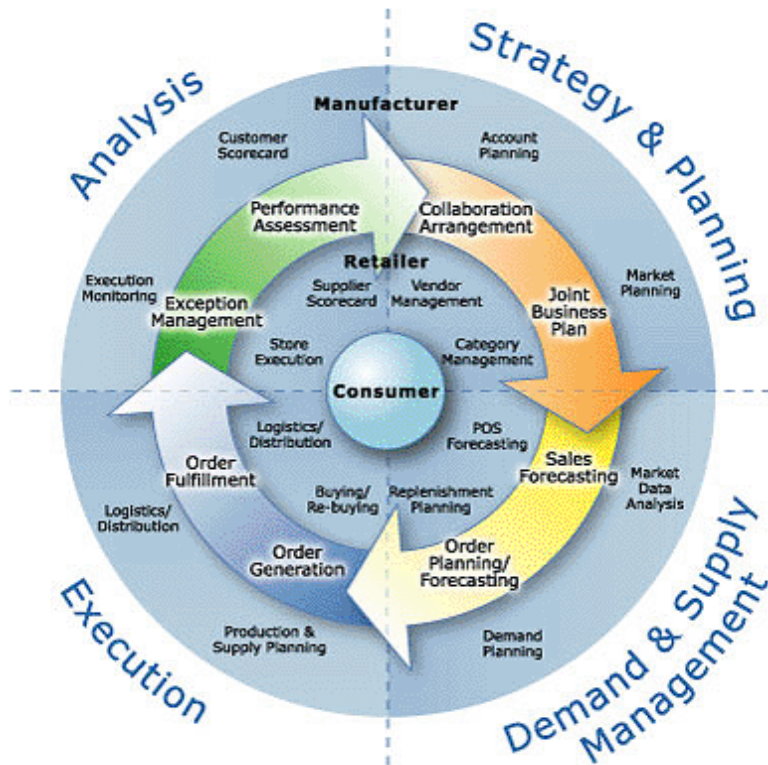 Analysis
Strategy & Planning
Manufacturer
Customer
Scorecard
Account
Planning
Performance
Assessment
Collaboration
Arrangement
Retailer
Execution
Monitoring
Exception
Management
Supplier
Scorecard
Vendor
Management
Joint
Business
Plan
Market
Planning
Store
Execution
Category
Management
Consumer
Logistics/
Distribution
POS
Forecasting
Order
Fulfillment
Sales
Forecasting
Market
Data
Analysis
Logistics/
Distribution
Buying/
Re-buying
Replenishment
Planning
Order
Generation
Order
Planning/
Forecasting
Production &
Supply Planning
Demand
Planning
Execution
Demand & Supply
Management